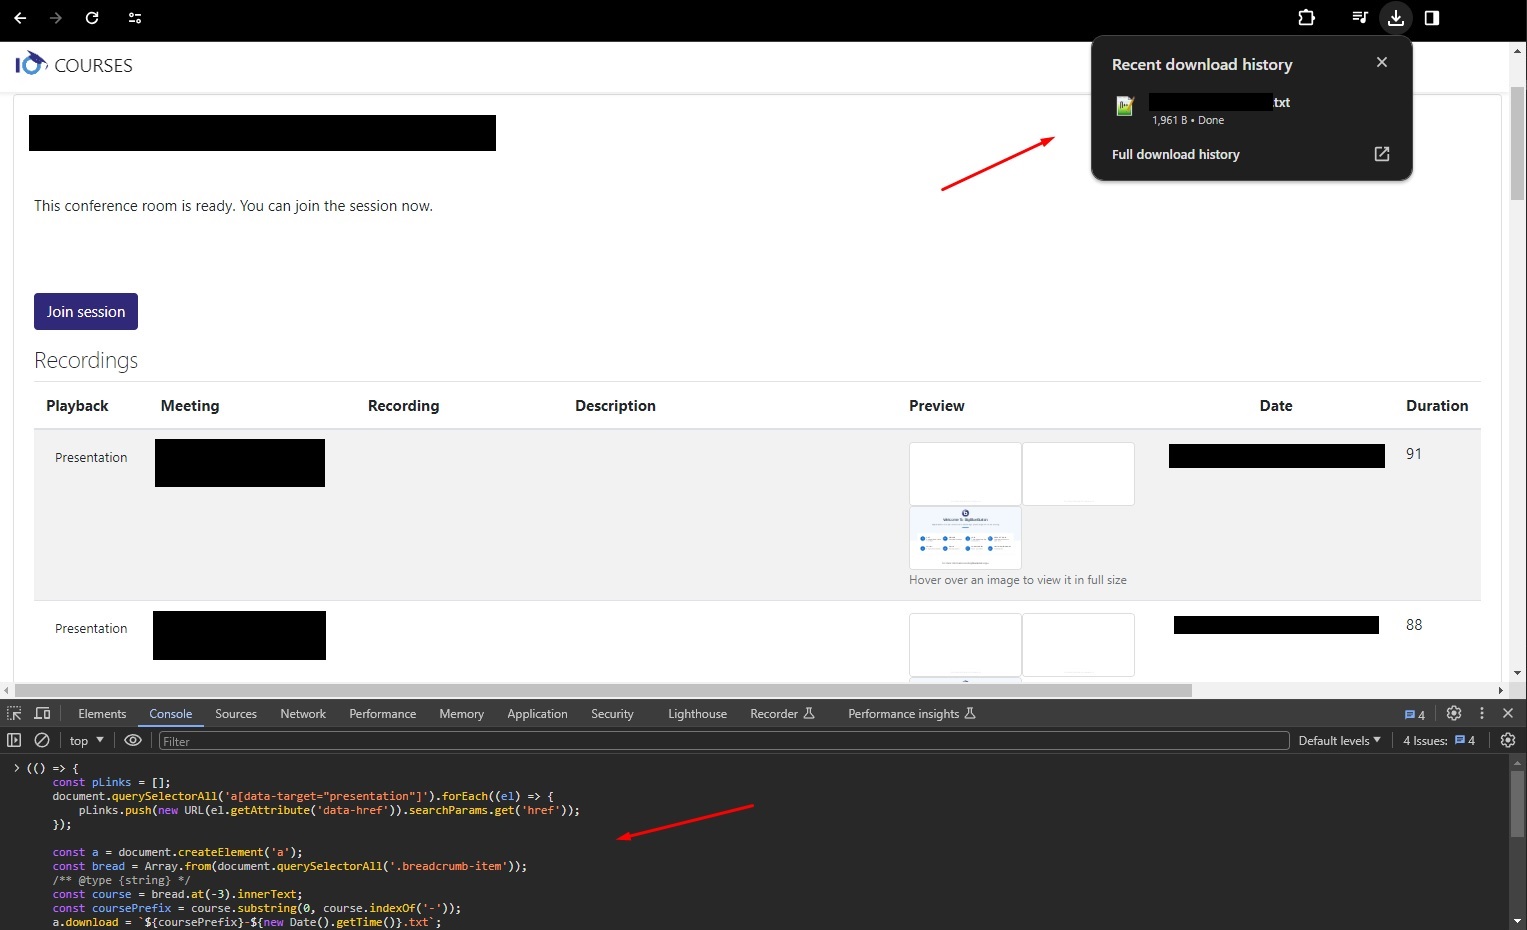 COURSES
Recent download history
.txt
1,961 B • Done
Full download history
This conference room is ready. You can join the session now.
Join session
Recordings
Playback Meeting Recording Description Preview Date Duration
Presentation 91
Welcome to BigBlueButton
Hover over an image to view it in full size
Presentation 88
Elements Console Sources Network Performance Memory Application Security Lighthouse Recorder Performance insights 4
top Filter Default levels 4 Issues: 4
(() => {
const pLinks = [];
document.querySelectorAll('a[data-target="presentation"]').forEach((el) => {
pLinks.push(new URL(el.getAttribute('data-href')).searchParams.get('href'));
});
const a = document.createElement('a');
const bread = Array.from(document.querySelectorAll('.breadcrumb-item'));
/** @type {string} */
const course = bread.at(-3).innerText;
const coursePrefix = course.substring(0, course.indexOf('-'));
a.download = `${coursePrefix}-${new Date().getTime()}.txt`;